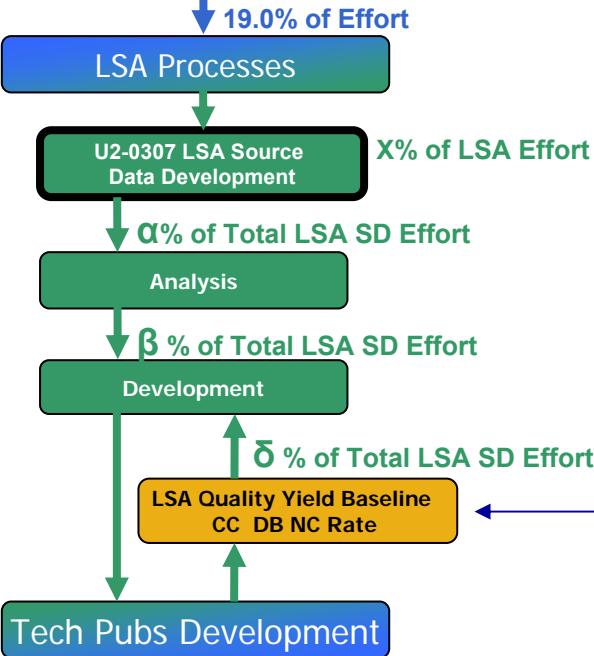 19.0% of Effort
LSA Processes
U2-0307 LSA Source
Data Development
X% of LSA Effort
α% of Total LSA SD Effort
Analysis
β % of Total LSA SD Effort
Development
δ % of Total LSA SD Effort
LSA Quality Yield Baseline
CC DB NC Rate
Tech Pubs Development